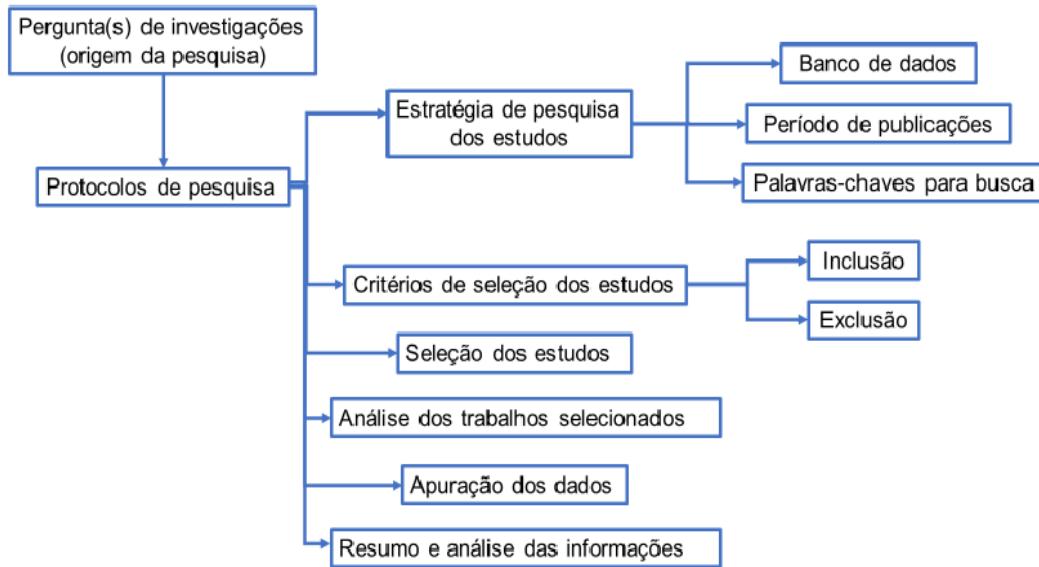 Pergunta(s) de investigações
(origem da pesquisa)
Protocolos de pesquisa
Estratégia de pesquisa
dos estudos
Banco de dados
Período de publicações
Palavras-chaves para busca
Critérios de seleção dos estudos
Inclusão
Exclusão
Seleção dos estudos
Análise dos trabalhos selecionados
Apuração dos dados
Resumo e análise das informações